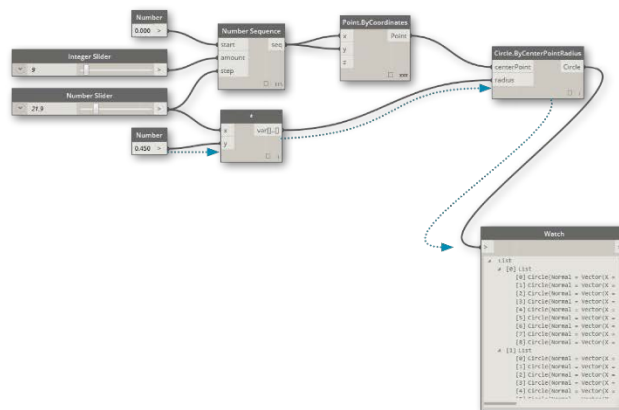 Number
0.000 >
Integer Slider
9 >
Number Slider
21.9 >
Number
0.450 >
Number Sequence
start seq
amount
step
*
x var[]..[]
y
Point.ByCoordinates
x Point
y
z
Circle.ByCenterPointRadius
centerPoint Circle
radius
Watch
>
List
[0] List
[0] Circle(Normal = Vector(X =
[1] Circle(Normal = Vector(X =
[2] Circle(Normal = Vector(X =
[3] Circle(Normal = Vector(X =
[4] Circle(Normal = Vector(X =
[5] Circle(Normal = Vector(X =
[6] Circle(Normal = Vector(X =
[7] Circle(Normal = Vector(X =
[8] Circle(Normal = Vector(X =
[1] List
[0] Circle(Normal = Vector(X =
[1] Circle(Normal = Vector(X =
[2] Circle(Normal = Vector(X =
[3] Circle(Normal = Vector(X =
[4] Circle(Normal = Vector(X =